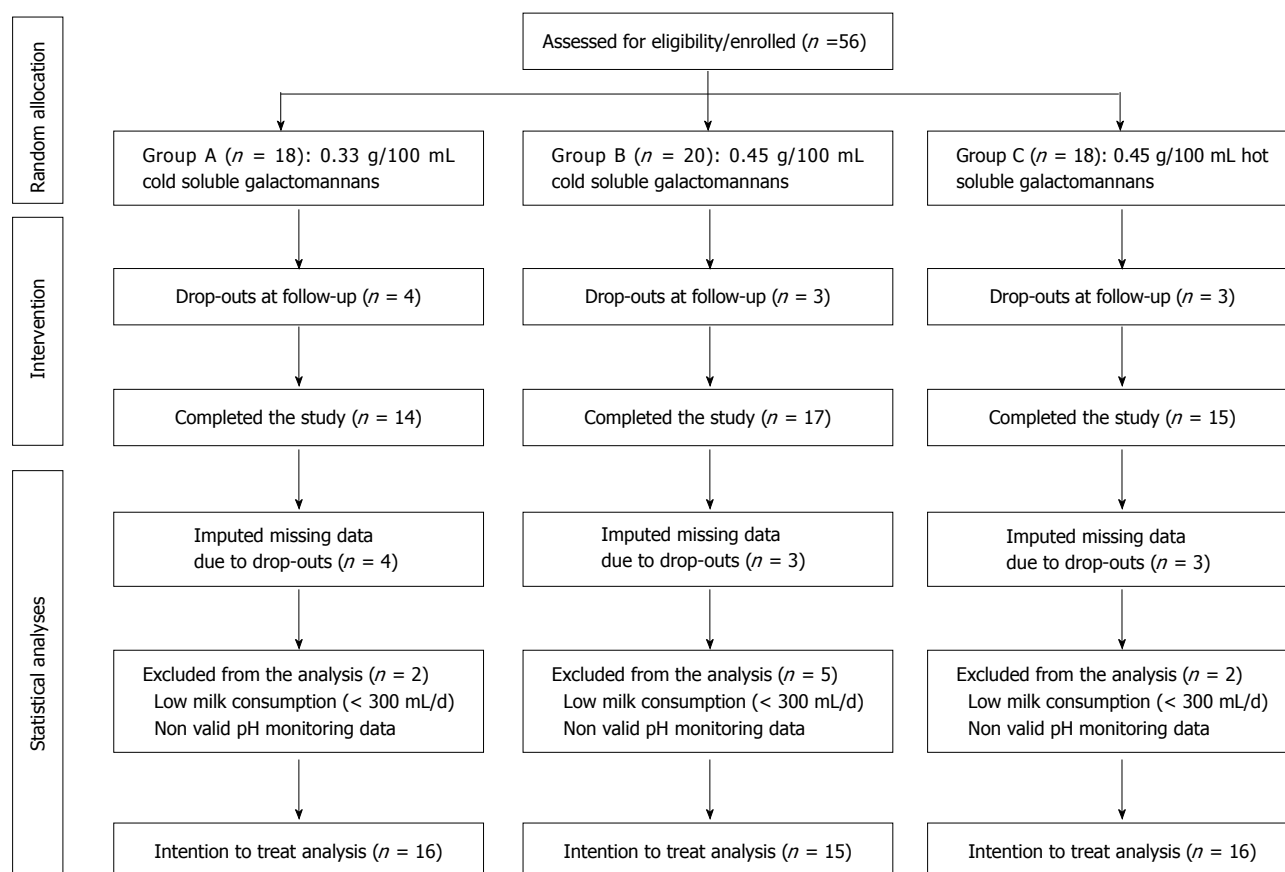 Random allocation
Assessed for eligibility/enrolled (n =56)
Group A (n = 18): 0.33 g/100 mL
cold soluble galactomannans
Group B (n = 20): 0.45 g/100 mL
cold soluble galactomannans
Group C (n = 18): 0.45 g/100 mL hot
soluble galactomannans
Intervention
Drop-outs at follow-up (n = 4)
Drop-outs at follow-up (n = 3)
Drop-outs at follow-up (n = 3)
Completed the study (n = 14)
Completed the study (n = 17)
Completed the study (n = 15)
Statistical analyses
Imputed missing data
due to drop-outs (n = 4)
Imputed missing data
due to drop-outs (n = 3)
Imputed missing data
due to drop-outs (n = 3)
Excluded from the analysis (n = 2)
Low milk consumption (< 300 mL/d)
Non valid pH monitoring data
Excluded from the analysis (n = 5)
Low milk consumption (< 300 mL/d)
Non valid pH monitoring data
Excluded from the analysis (n = 2)
Low milk consumption (< 300 mL/d)
Non valid pH monitoring data
Intention to treat analysis (n = 16)
Intention to treat analysis (n = 15)
Intention to treat analysis (n = 16)